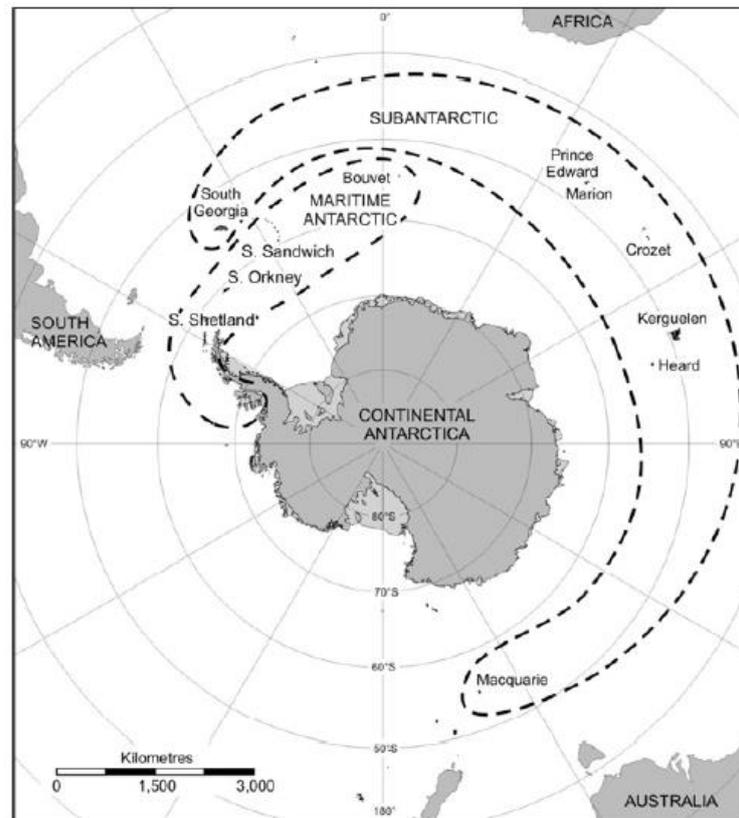 0°
AFRICA
SUBANTARCTIC
Prince
Edward
Marion
Bouvet
MARITIME
ANTARCTIC
South
Georgia
Crozet
S. Sandwich
S. Orkney
S. Shetland
Kerguelen
Heard
SOUTH
AMERICA
CONTINENTAL
ANTARCTICA
90°W
90°
80°S
70°S
60°S
Macquarie
50°S
Kilometres
0 1,500 3,000
180°
AUSTRALIA